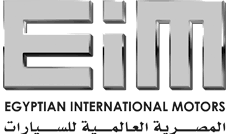 EIM
EGYPTIAN INTERNATIONAL MOTORS
المصرية العالمية للسيارات